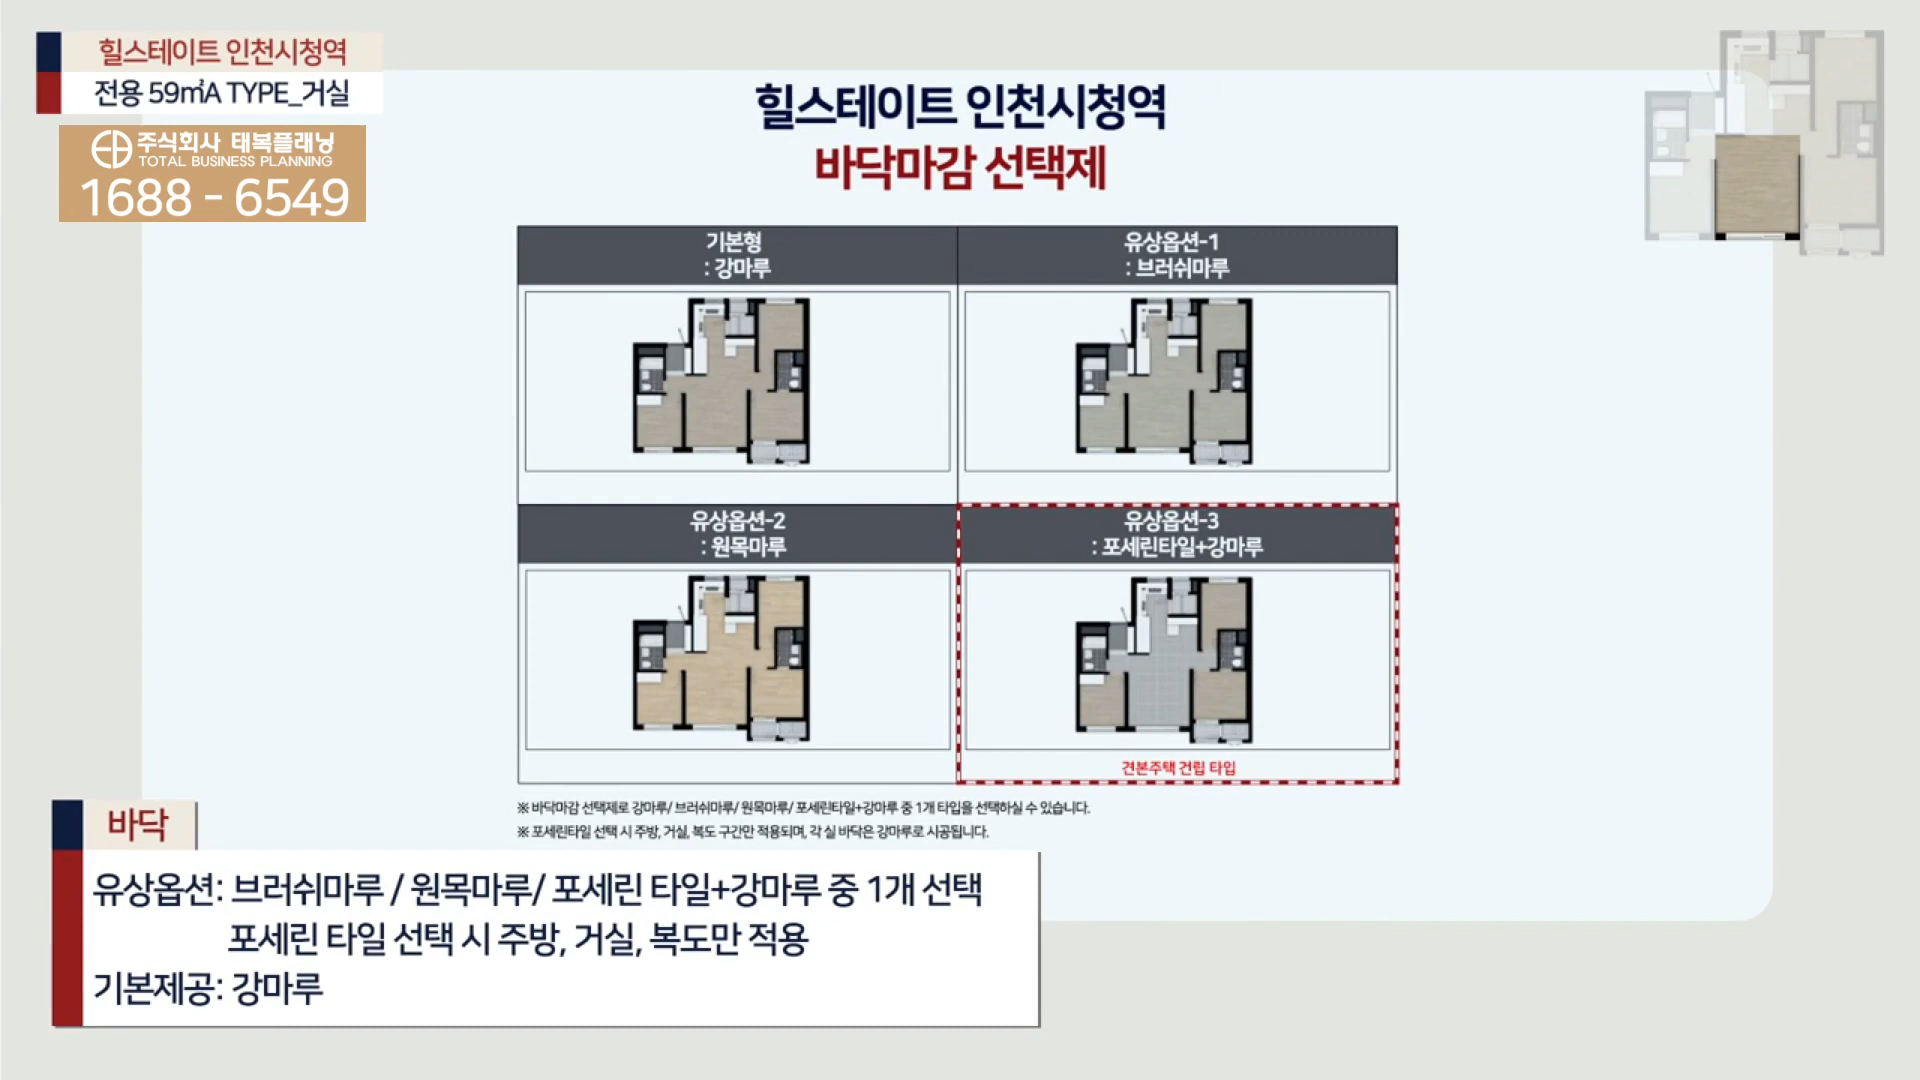 힐스테이트 인천시청역
전용 59㎡A TYPE_거실
주식회사 태복플래닝
TOTAL BUSINESS PLANNING
1688 - 6549
힐스테이트 인천시청역
바닥마감 선택제
기본형
: 강마루
유상옵션-1
: 브러쉬마루
유상옵션-2
: 원목마루
유상옵션-3
: 포세린타일+강마루
견본주택 건립 타입
※ 바닥마감 선택제로 강마루/ 브러쉬마루/ 원목마루/ 포세린타일+강마루 중 1개 타입을 선택하실 수 있습니다.
※ 포세린타일 선택 시 주방, 거실, 복도 구간만 적용되며, 각 실 바닥은 강마루로 시공됩니다.
바닥
유상옵션: 브러쉬마루 / 원목마루/ 포세린 타일+강마루 중 1개 선택
포세린 타일 선택 시 주방, 거실, 복도만 적용
기본제공: 강마루